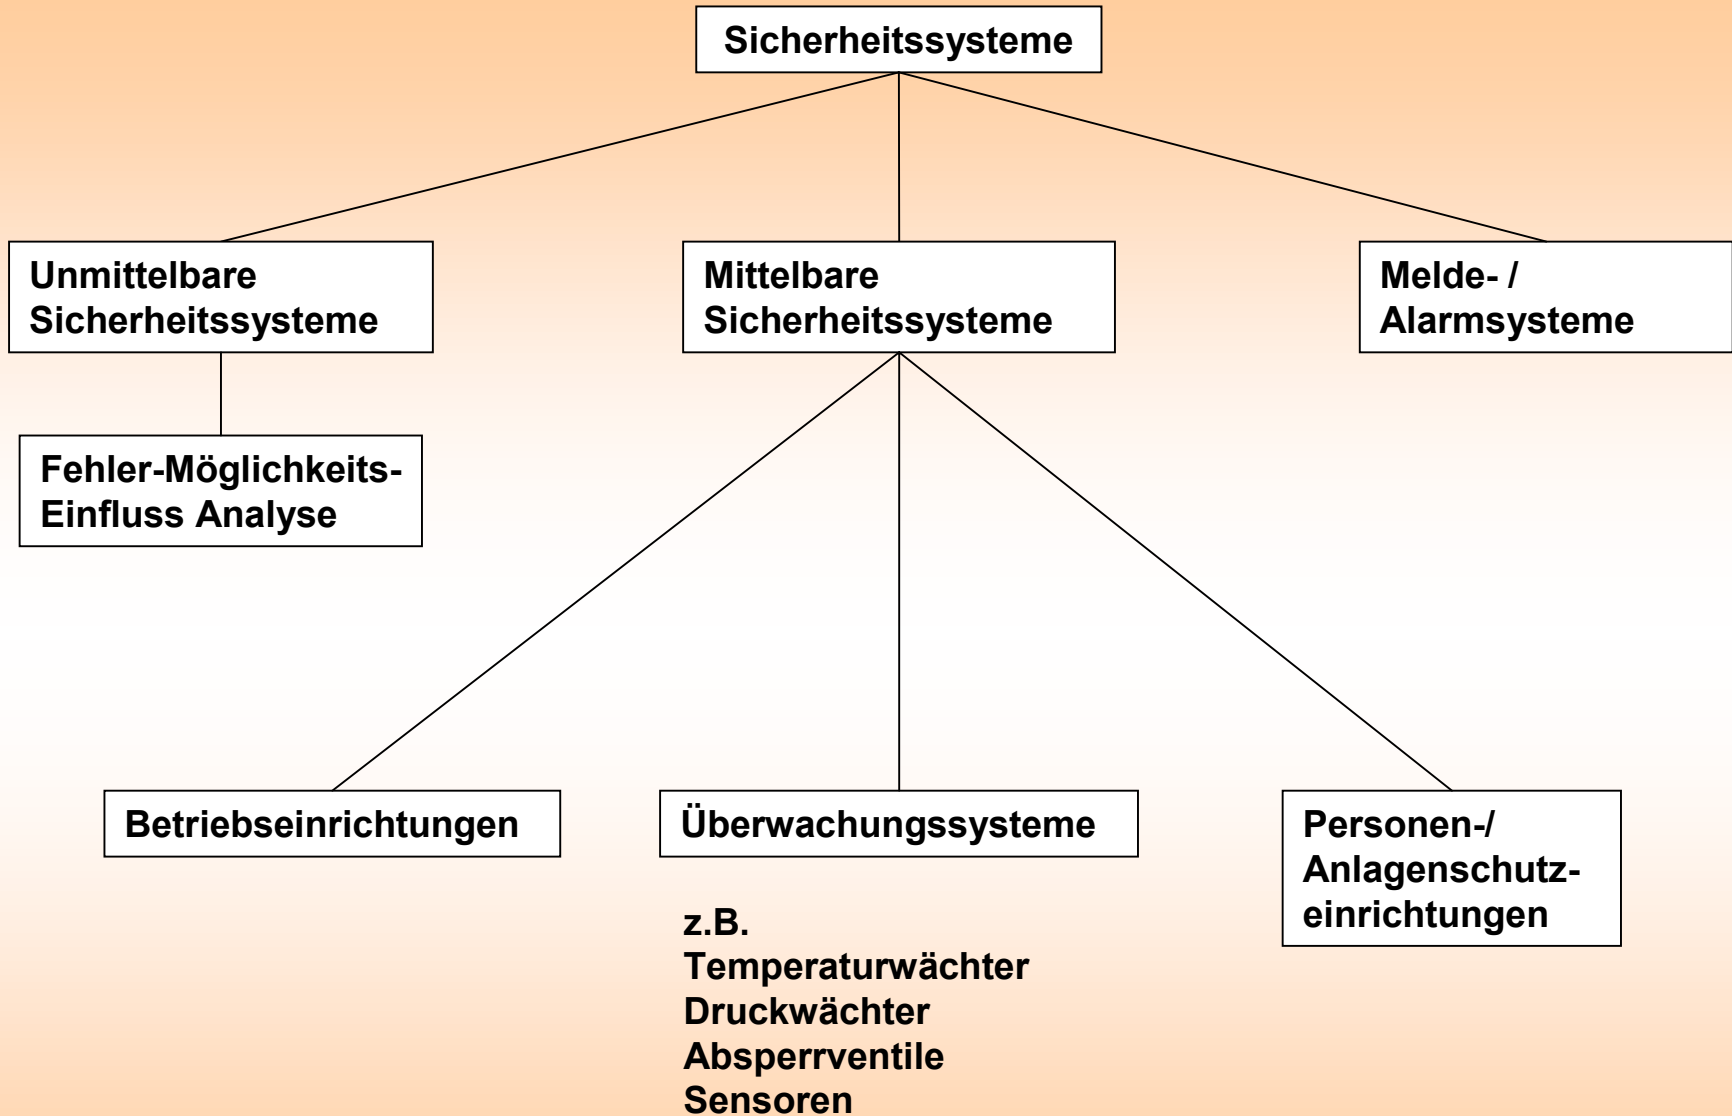 Sicherheitssysteme
Unmittelbare
Sicherheitssysteme
Mittelbare
Sicherheitssysteme
Melde- /
Alarmsysteme
Fehler-Möglichkeits-
Einfluss Analyse
Betriebseinrichtungen
Überwachungssysteme
z.B.
Temperaturwächter
Druckwächter
Absperrventile
Sensoren
Personen-/
Anlagenschutz-
einrichtungen